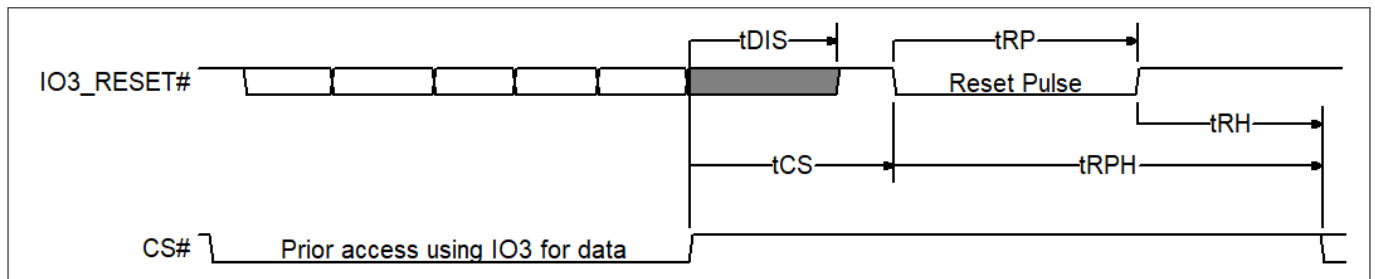 tDIS
tRP
IO3_RESET#
Reset Pulse
tRH
tCS
tRPH
CS#
Prior access using IO3 for data